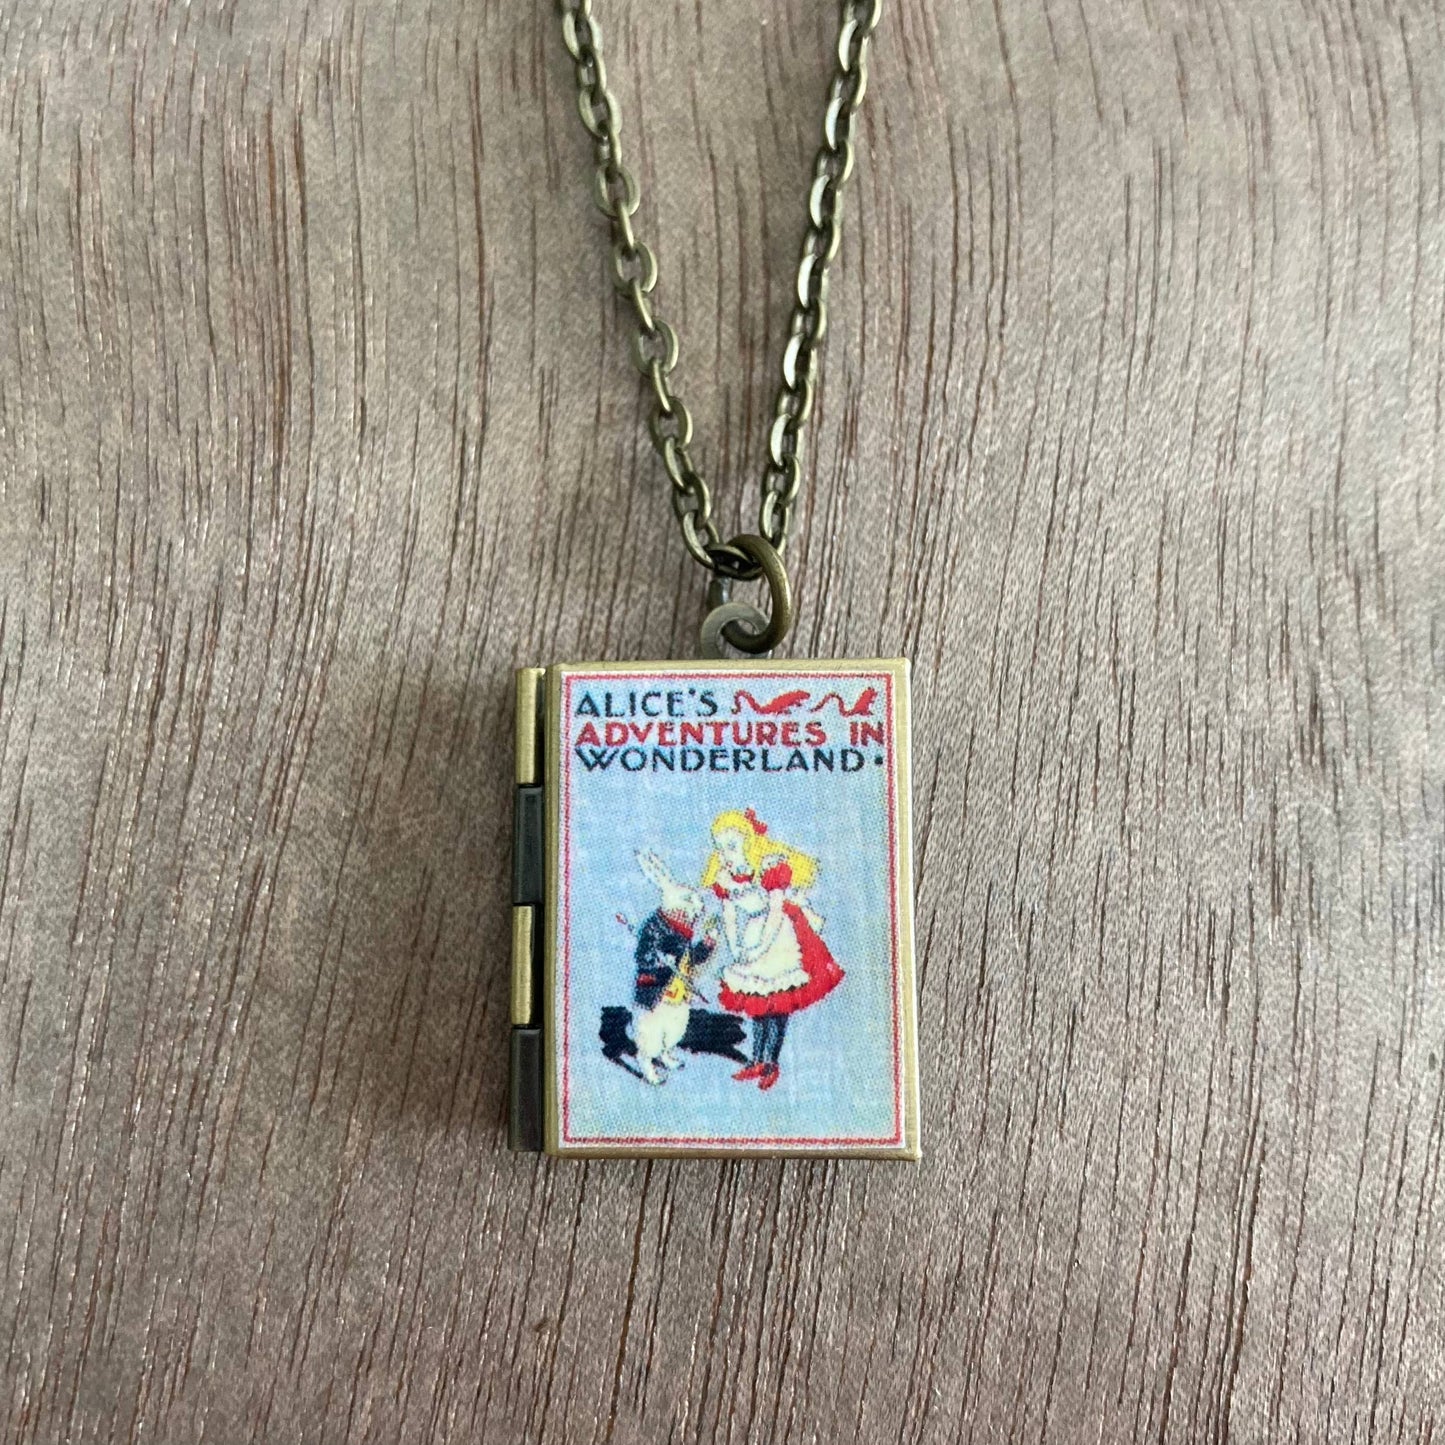 ALICE'S
ADVENTURES IN
WONDERLAND·